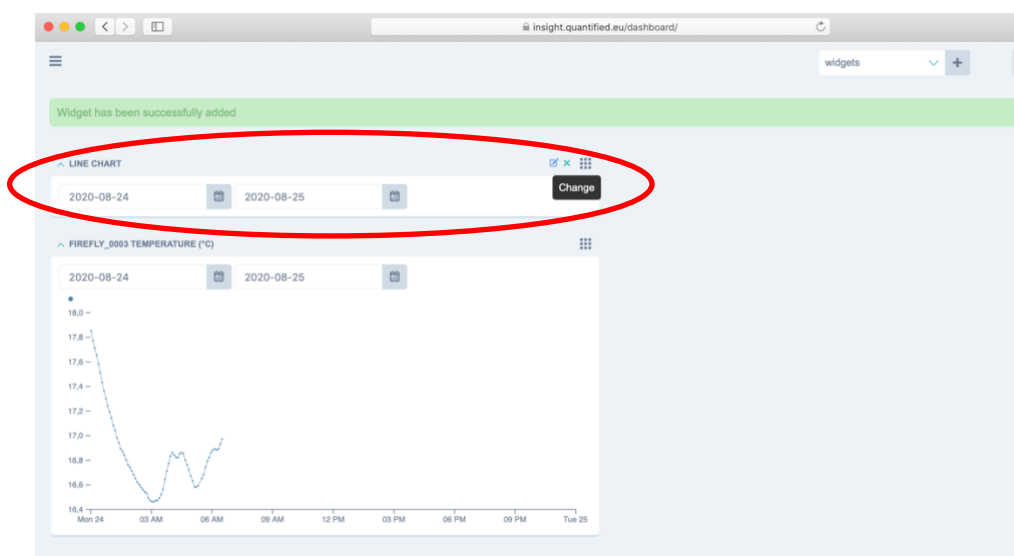 insight.quantified.eu/dashboard/
widgets
Widget has been successfully added
LINE CHART
2020-08-24 2020-08-25
Change
FIREFLY_0003 TEMPERATURE (°C)
2020-08-24 2020-08-25
18,0
17,8
17,6
17,4
17,2
17,0
16,8
16,6
16,4
Mon 24 03 AM 06 AM 09 AM 12 PM 03 PM 06 PM 09 PM Tue 25